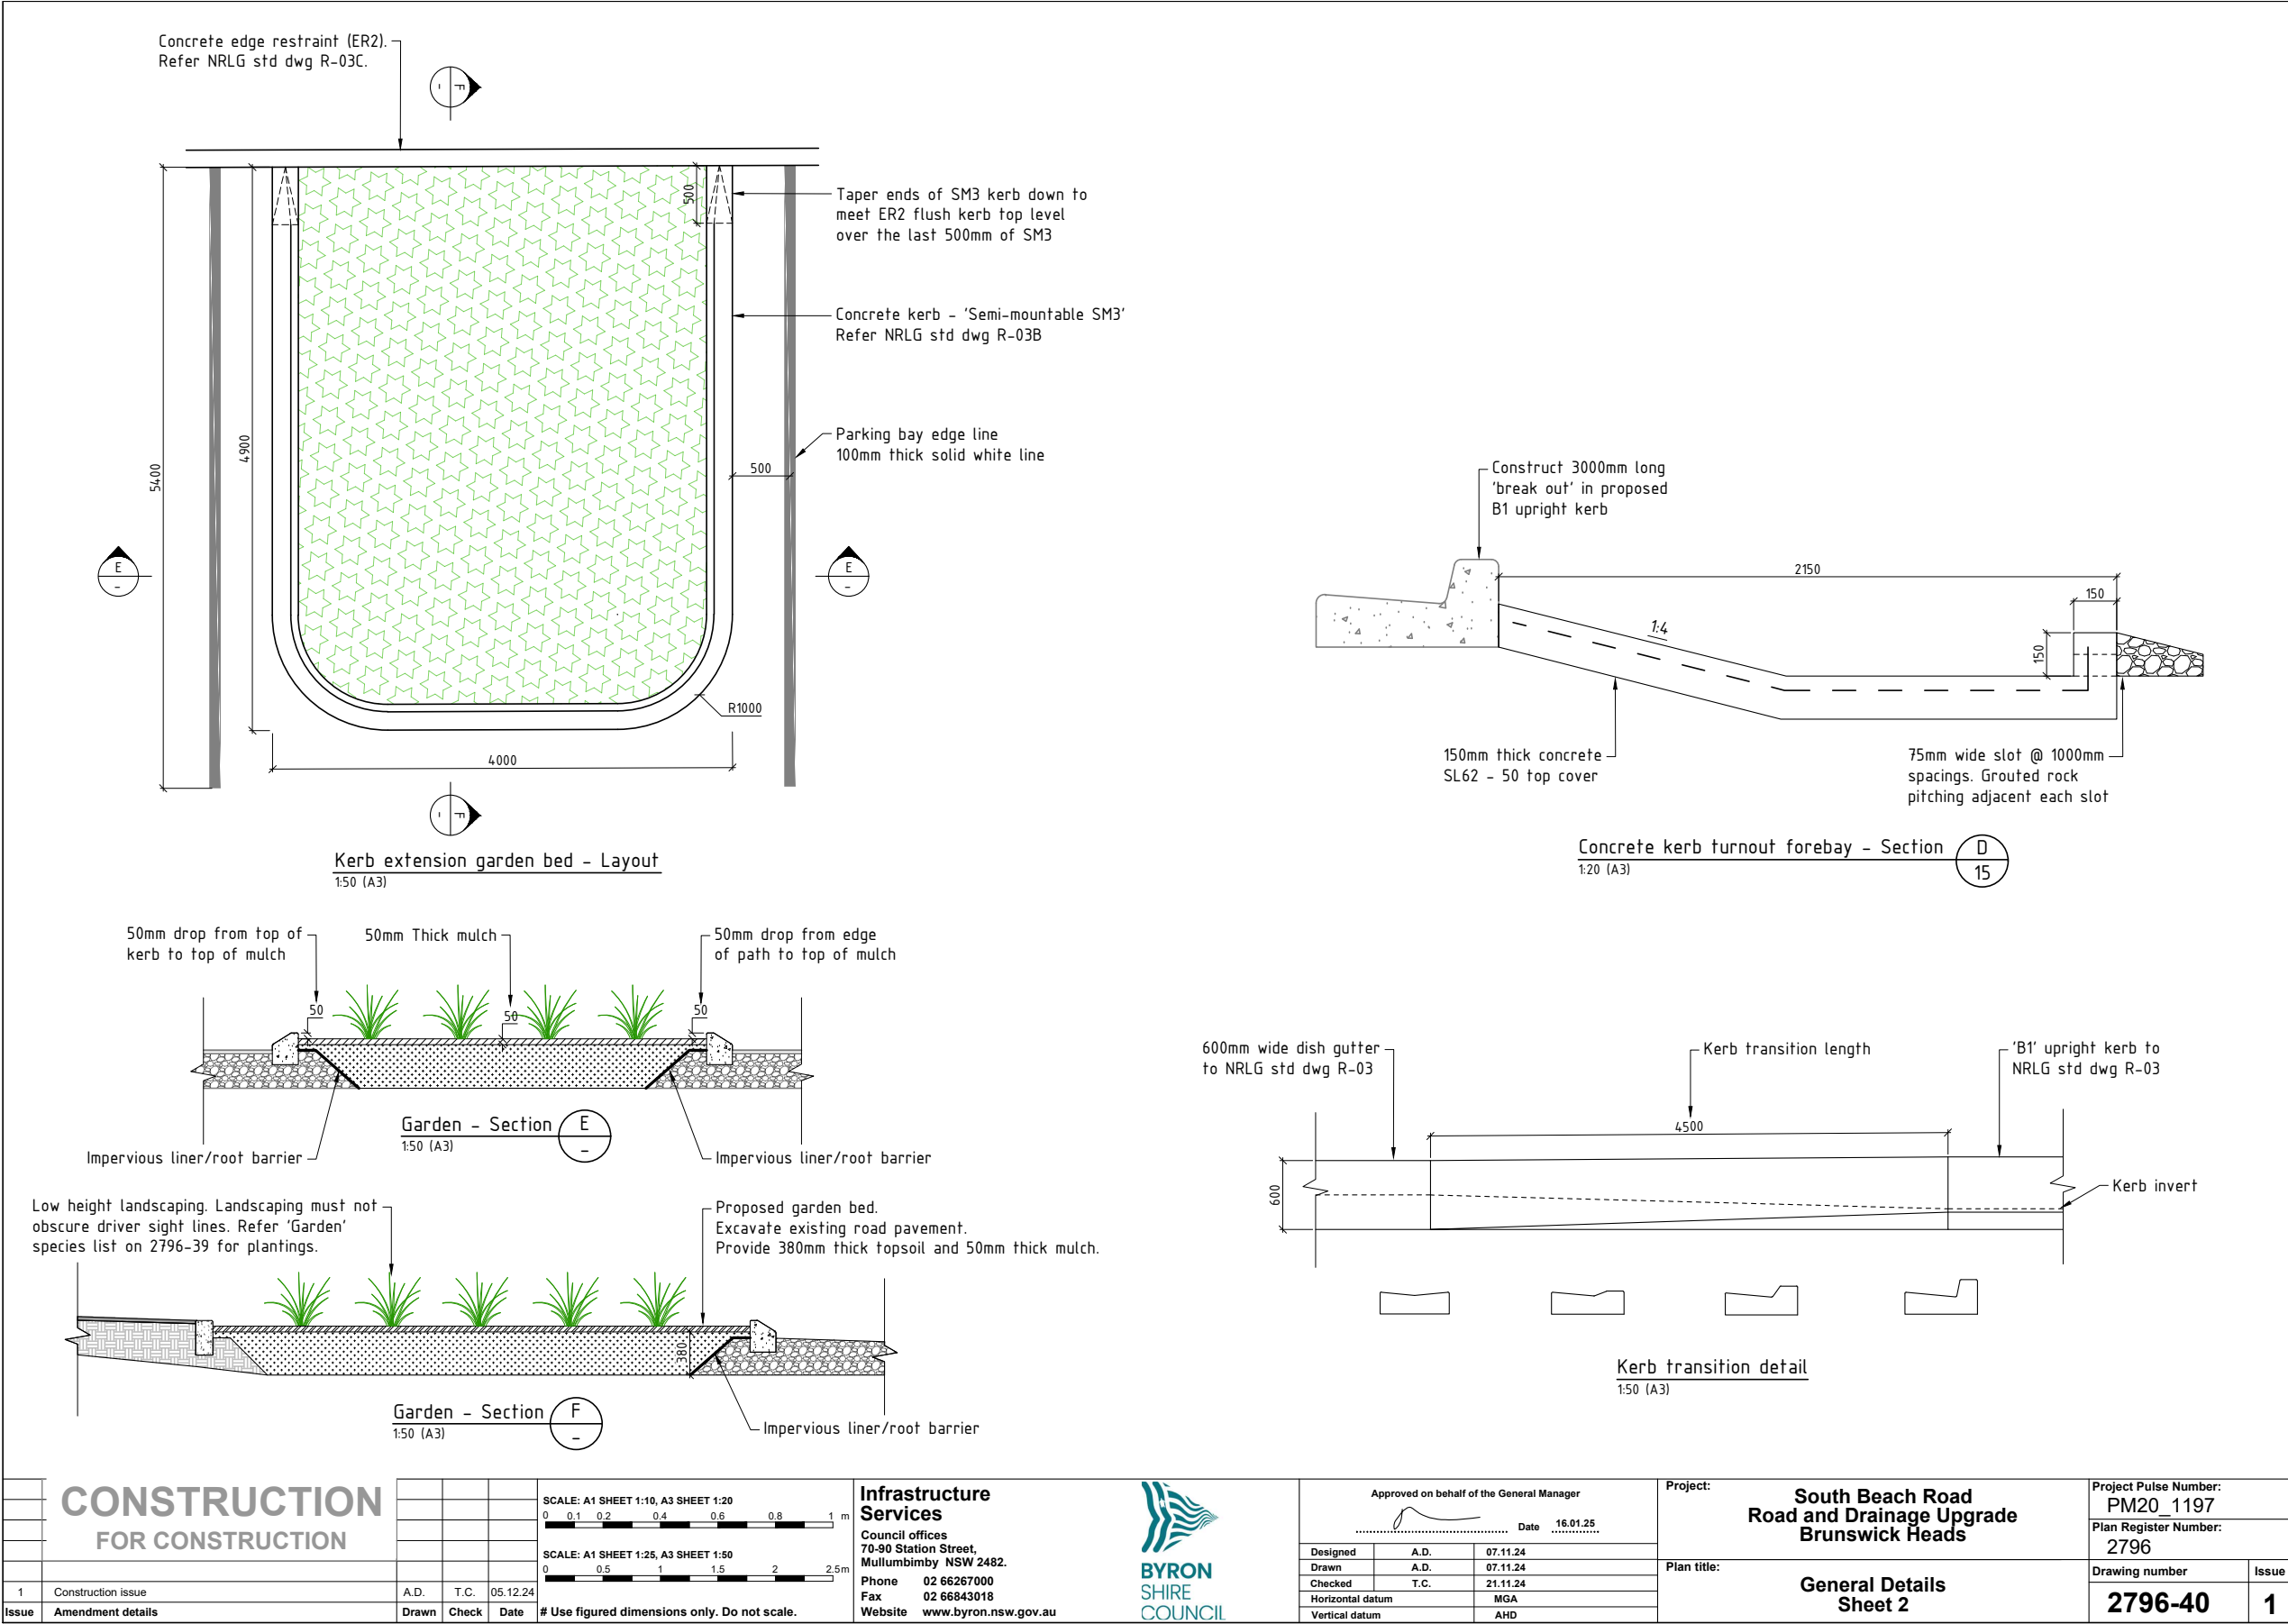 Concrete edge restraint (ER2).
Refer NRLG std dwg R-03C.
F
-
500
Taper ends of SM3 kerb down to
meet ER2 flush kerb top level
over the last 500mm of SM3
Concrete kerb - 'Semi-mountable SM3'
Refer NRLG std dwg R-03B
Parking bay edge line
100mm thick solid white line
500
5400
4900
E
-
E
-
R1000
4000
F
-
Kerb extension garden bed - Layout
1:50 (A3)
Construct 3000mm long
'break out' in proposed
B1 upright kerb
2150
150
150
1:4
150mm thick concrete
SL62 - 50 top cover
75mm wide slot @ 1000mm
spacings. Grouted rock
pitching adjacent each slot
Concrete kerb turnout forebay - Section
D
15
1:20 (A3)
50mm drop from top of
kerb to top of mulch
50mm Thick mulch
50mm drop from edge
of path to top of mulch
50
50
50
Garden - Section
E
-
1:50 (A3)
Impervious liner/root barrier
Impervious liner/root barrier
Low height landscaping. Landscaping must not
obscure driver sight lines. Refer 'Garden'
species list on 2796-39 for plantings.
Proposed garden bed.
Excavate existing road pavement.
Provide 380mm thick topsoil and 50mm thick mulch.
380
Garden - Section
F
-
1:50 (A3)
Impervious liner/root barrier
600mm wide dish gutter
to NRLG std dwg R-03
Kerb transition length
'B1' upright kerb to
NRLG std dwg R-03
4500
600
Kerb invert
Kerb transition detail
1:50 (A3)
CONSTRUCTION
FOR CONSTRUCTION
1 Construction issue A.D. T.C. 05.12.24
Issue Amendment details Drawn Check Date
SCALE: A1 SHEET 1:10, A3 SHEET 1:20
0 0.1 0.2 0.4 0.6 0.8 1 m
SCALE: A1 SHEET 1:25, A3 SHEET 1:50
0 0.5 1 1.5 2 2.5m
# Use figured dimensions only. Do not scale.
Infrastructure
Services
Council offices
70-90 Station Street,
Mullumbimby NSW 2482.
Phone 02 66267000
Fax 02 66843018
Website www.byron.nsw.gov.au
BYRON
SHIRE
COUNCIL
Approved on behalf of the General Manager
Date 16.01.25
Designed A.D. 07.11.24
Drawn A.D. 07.11.24
Checked T.C. 21.11.24
Horizontal datum MGA
Vertical datum AHD
Project:
South Beach Road
Road and Drainage Upgrade
Brunswick Heads
Plan title:
General Details
Sheet 2
Project Pulse Number:
PM20_1197
Plan Register Number:
2796
Drawing number Issue
2796-40 1